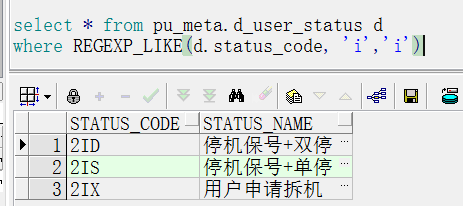 select * from pu_meta.d_user_status d
where REGEXP_LIKE(d.status_code, 'i','i')
STATUS_CODE STATUS_NAME
1 2ID 停机保号+双停 ...
2 2IS 停机保号+单停 ...
3 2IX 用户申请拆机 ...